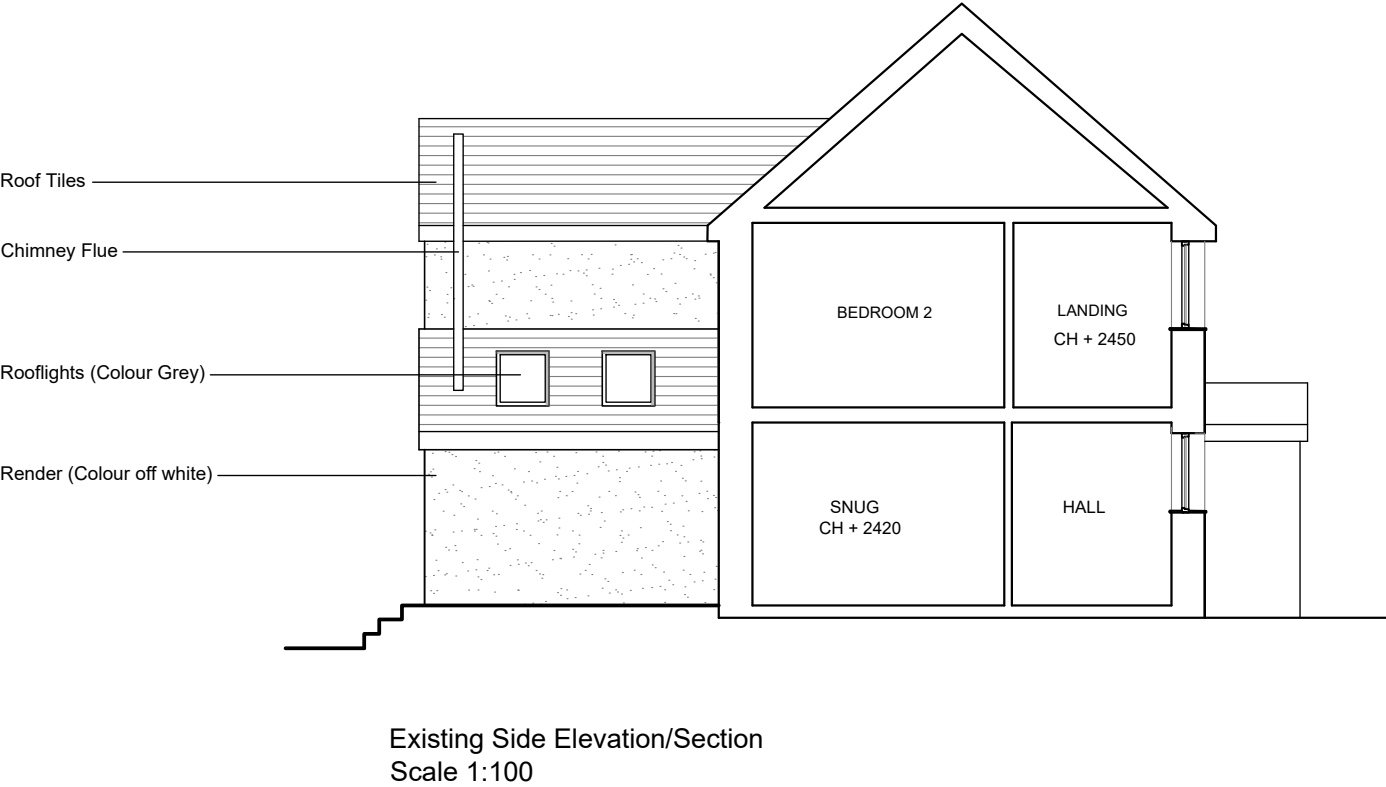 Roof Tiles
Chimney Flue
Rooflights (Colour Grey)
Render (Colour off white)
BEDROOM 2
LANDING
CH + 2450
SNUG
CH + 2420
HALL
Existing Side Elevation/Section
Scale 1:100